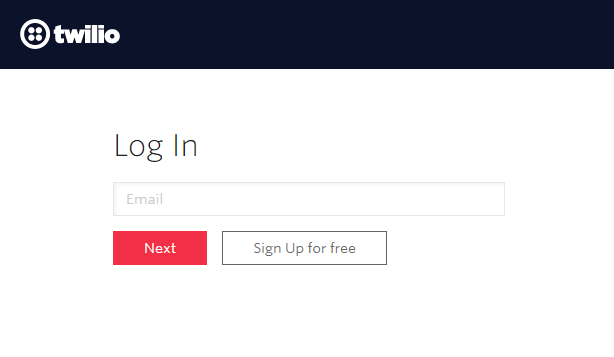 twilio
Log In
Email
Next
Sign Up for free